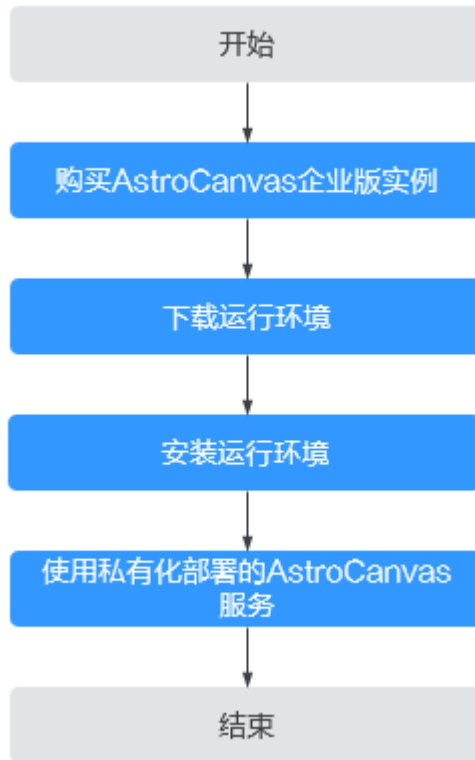 开始
购买AstroCanvas企业版实例
下载运行环境
安装运行环境
使用私有化部署的AstroCanvas
服务
结束